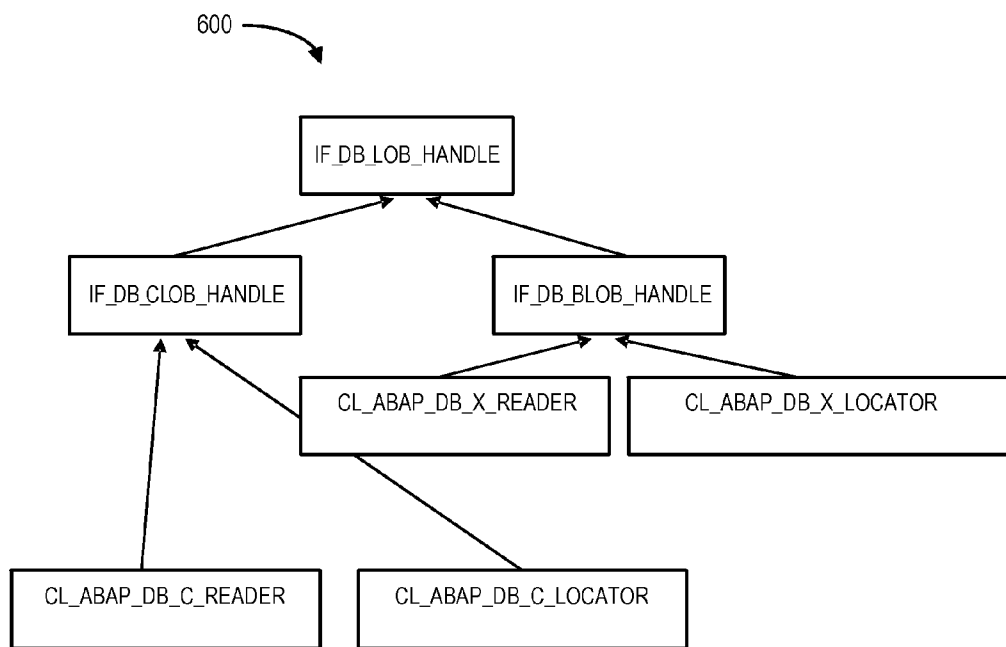 600
IF_DB_LOB_HANDLE
IF_DB_CLOB_HANDLE
IF_DB_BLOB_HANDLE
CL_ABAP_DB_X_READER
CL_ABAP_DB_X_LOCATOR
CL_ABAP_DB_C_READER
CL_ABAP_DB_C_LOCATOR